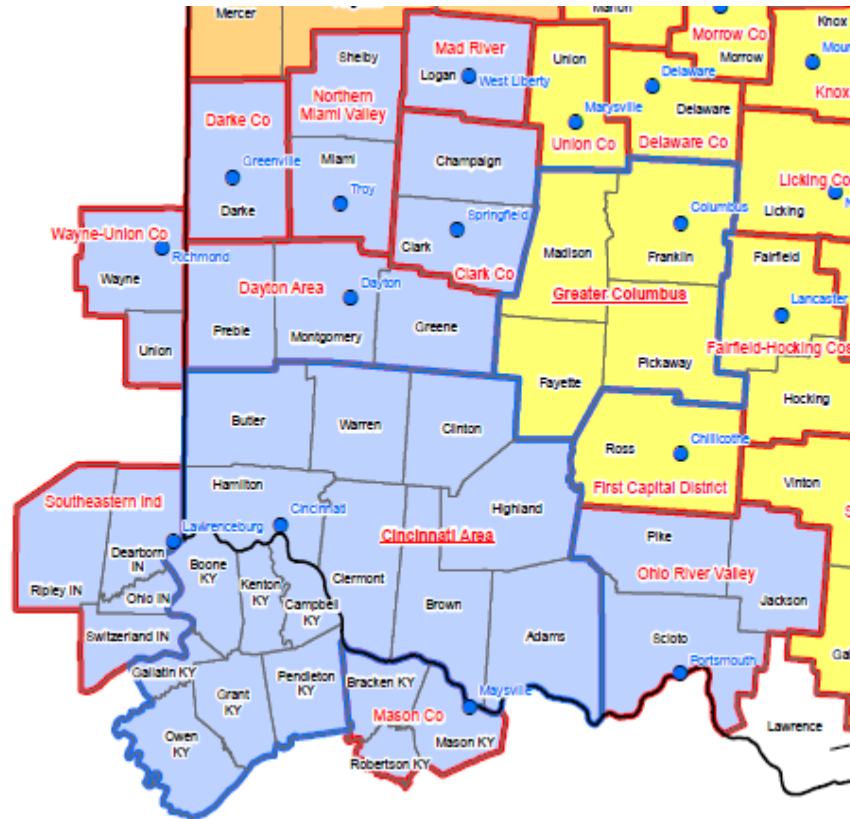 Mercer
Marion
Morrow Co
Morrow
Knox
Knox
Mad River
Logan
West Liberty
Shelby
Northern
Miami Valley
Miami
Troy
Union
Marysville
Union Co
Delaware
Delaware
Delaware Co
Darke Co
Greenville
Darke
Champaign
Springfield
Clark
Clark Co
Columbus
Madison
Franklin
Greater Columbus
Pickaway
Fayette
Licking
Fairfield
Lancaster
Hocking
Wayne-Union Co
Richmond
Wayne
Union
Dayton Area
Dayton
Preble
Montgomery
Greene
Butler
Warren
Clinton
Ross
Chillicothe
First Capital District
Vinton
Southeastern Ind
Lawrenceburg
Hamilton
Cincinnati
Cincinnati Area
Highland
Dearborn
IN
Ripley IN
Ohio IN
Switzerland IN
Boone
KY
Kenton
KY
Campbell
KY
Clermont
Brown
Adams
Pike
Ohio River Valley
Jackson
Scioto
Portsmouth
Lawrence
Gallatin KY
Grant
KY
Owen
KY
Pendleton
KY
Bracken KY
Maysville
Mason Co
Mason KY
Robertson KY